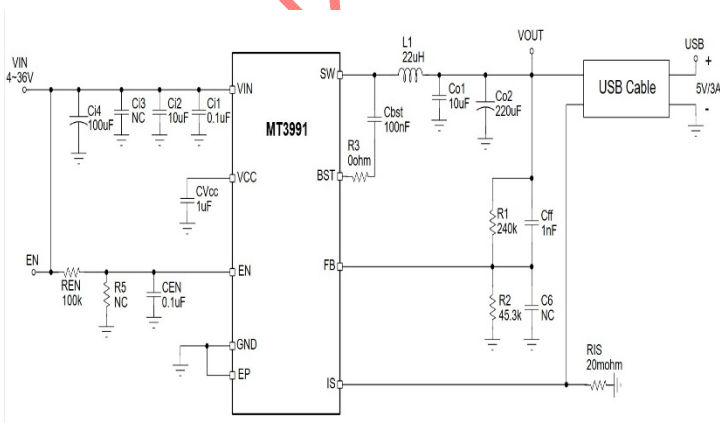 VIN
4~36V
Ci4
100uF
Ci3
NC
Ci2
10uF
Ci1
0.1uF
VIN
MT3991
SW
L1
22uH
VOUT
USB
+
USB Cable
5V/3A
-
Co1
10uF
Co2
220uF
Cbst
100nF
R3
0ohm
BST
VCC
CVcc
1uF
R1
240k
Cff
1nF
EN
REN
100k
R5
NC
CEN
0.1uF
EN
FB
R2
45.3k
C6
NC
GND
EP
IS
RIS
20mohm